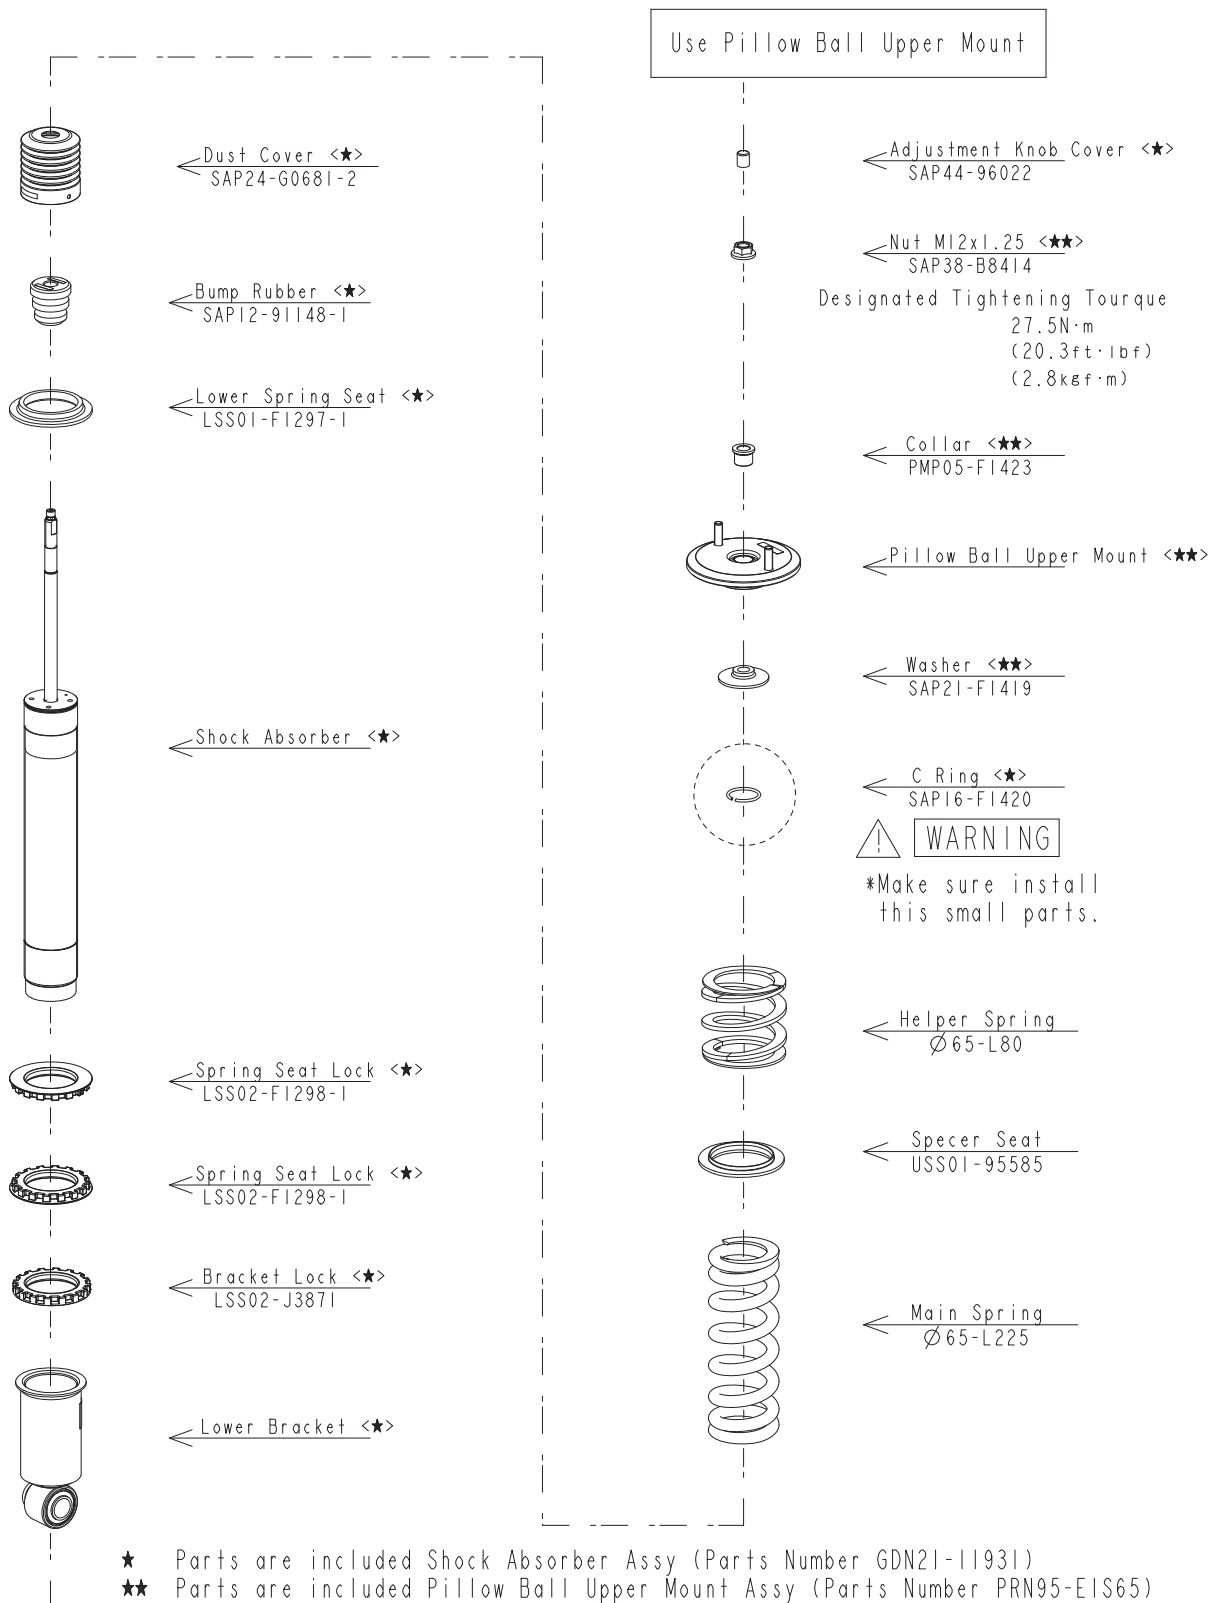 Use Pillow Ball Upper Mount
Dust Cover <★>
SAP24-G0681-2
Bump Rubber <★>
SAP12-91148-1
Lower Spring Seat <★>
LSS01-F1297-1
Shock Absorber <★>
Spring Seat Lock <★>
LSS02-F1298-1
Spring Seat Lock <★>
LSS02-F1298-1
Bracket Lock <★>
LSS02-J3871
Lower Bracket <★>
Adjustment Knob Cover <★>
SAP44-96022
Nut M12x1.25 <★★>
SAP38-B8414
Designated Tightening Tourque
27.5N·m
(20.3ft·lbf)
(2.8kgf·m)
Collar <★★>
PMP05-F1423
Pillow Ball Upper Mount <★★>
Washer <★★>
SAP21-F1419
C Ring <★>
SAP16-F1420
! WARNING
*Make sure install
this small parts.
Helper Spring
Ø65-L80
Specer Seat
USS01-95585
Main Spring
Ø65-L225
★ Parts are included Shock Absorber Assy (Parts Number GDN21-11931)
★★ Parts are included Pillow Ball Upper Mount Assy (Parts Number PRN95-E1S65)